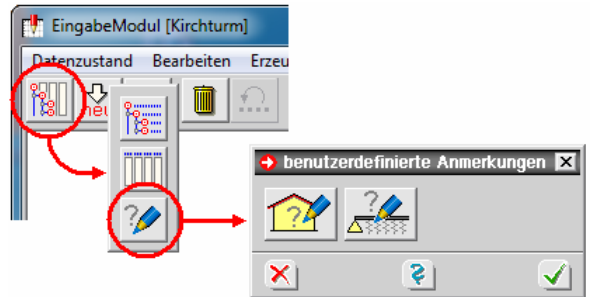 EingabeModul [Kirchturm]
Datenzustand Bearbeiten Erzeu
neu
benutzerdefinierte Anmerkungen